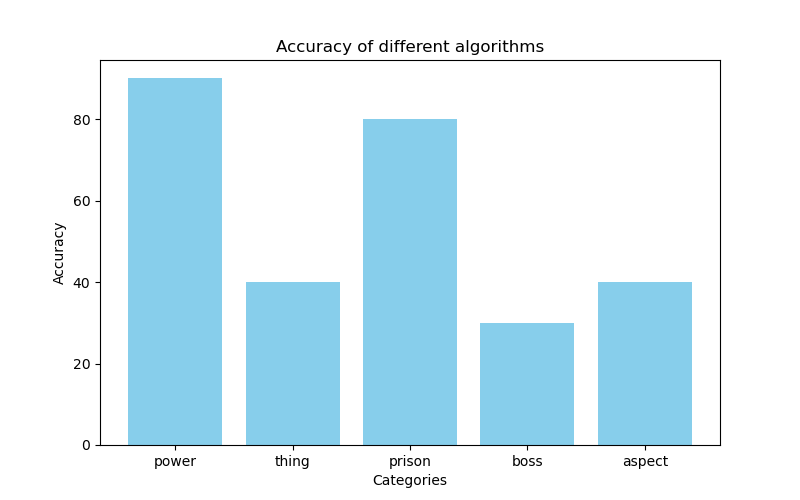 Accuracy of different algorithms
Accuracy
80
60
40
20
0
power thing prison boss aspect
Categories